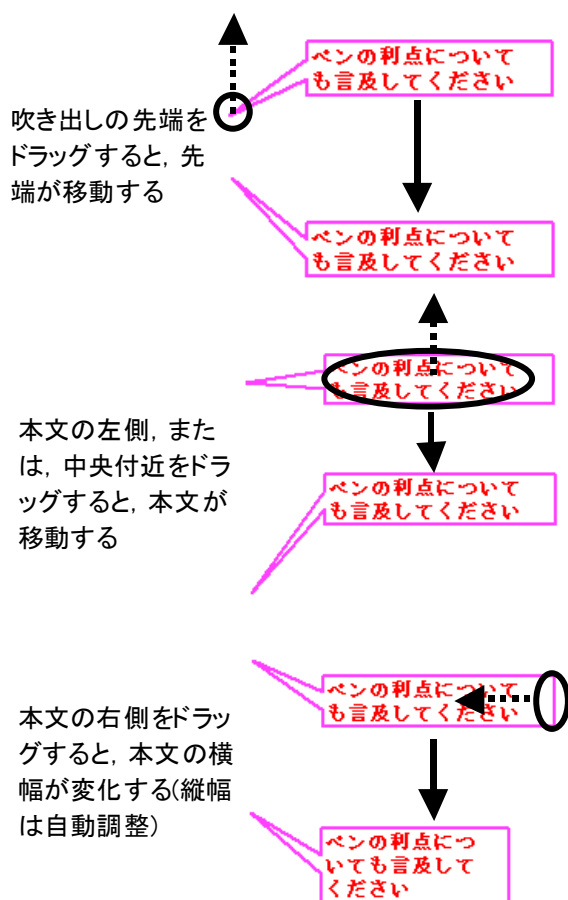 ペンの利点について
も言及してください
吹き出しの先端を
ドラッグすると, 先
端が移動する
ペンの利点について
も言及してください
ペンの利点について
も言及してください
本文の左側, また
は, 中央付近をドラ
ッグすると, 本文が
移動する
ペンの利点について
も言及してください
ペンの利点について
も言及してください
本文の右側をドラッ
グすると, 本文の横
幅が変化する(縦幅
は自動調整)
ペンの利点につ
いても言及して
ください